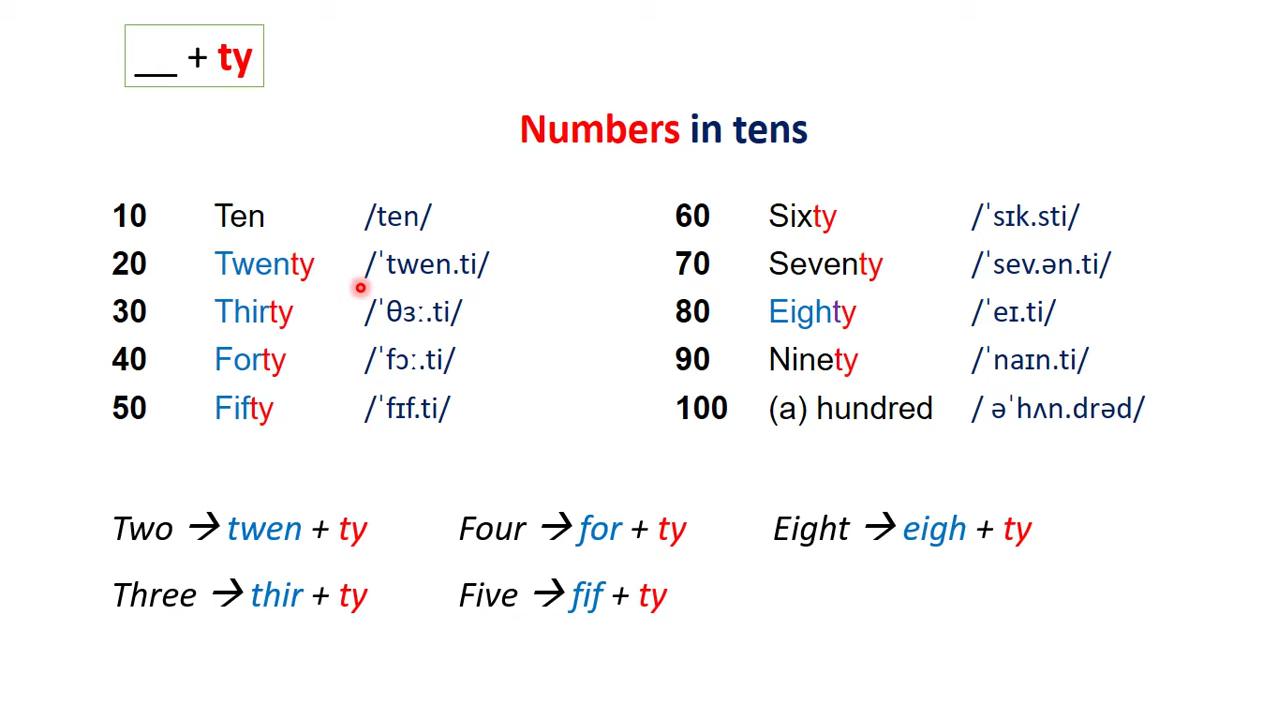 __ + ty
Numbers in tens
10 Ten /ten/
20 Twenty /ˈtwen.ti/
30 Thirty /ˈθɜː.ti/
40 Forty /ˈfɔː.ti/
50 Fifty /ˈfɪf.ti/
60 Sixty /ˈsɪk.sti/
70 Seventy /ˈsev.ən.ti/
80 Eighty /ˈeɪ.ti/
90 Ninety /ˈnaɪn.ti/
100 (a) hundred / əˈhʌn.drəd/
Two → twen + ty
Three → thir + ty
Four → for + ty
Five → fif + ty
Eight → eigh + ty